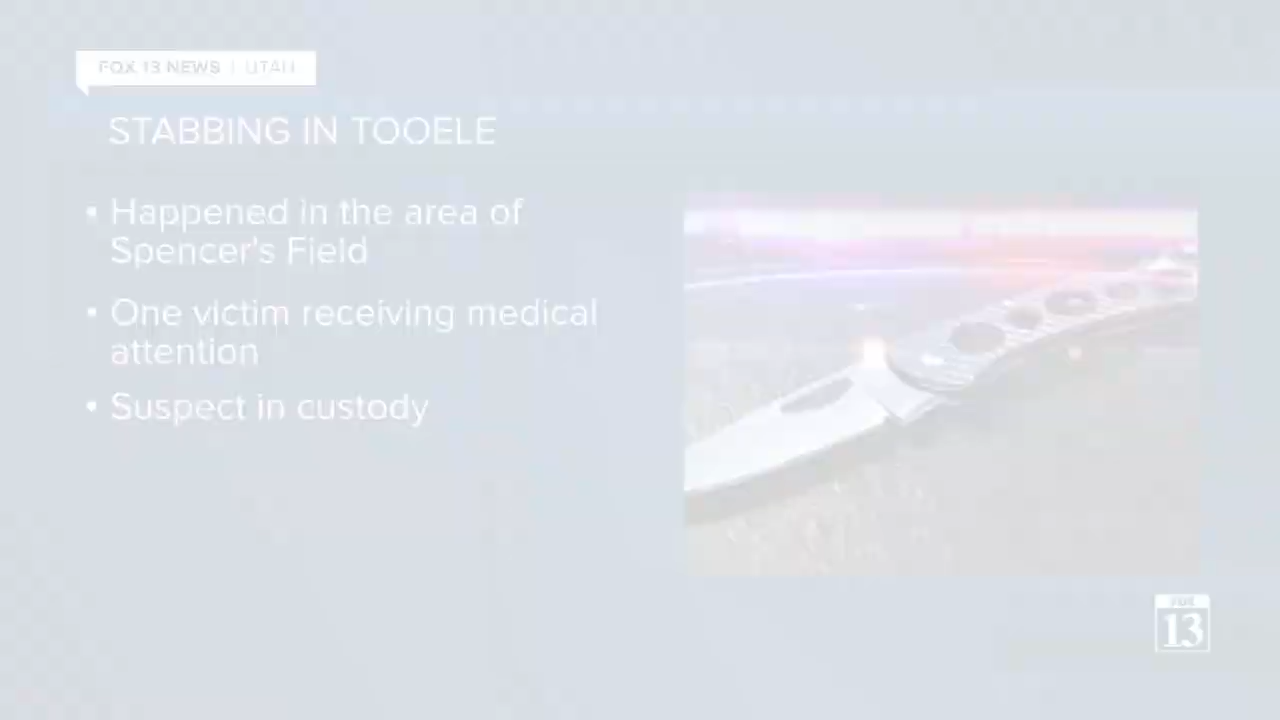 FOX 13 NEWS | UTAH
STABBING IN TOOELE
• Happened in the area of
Spencer's Field
• One victim receiving medical
attention
• Suspect in custody
FOX
13